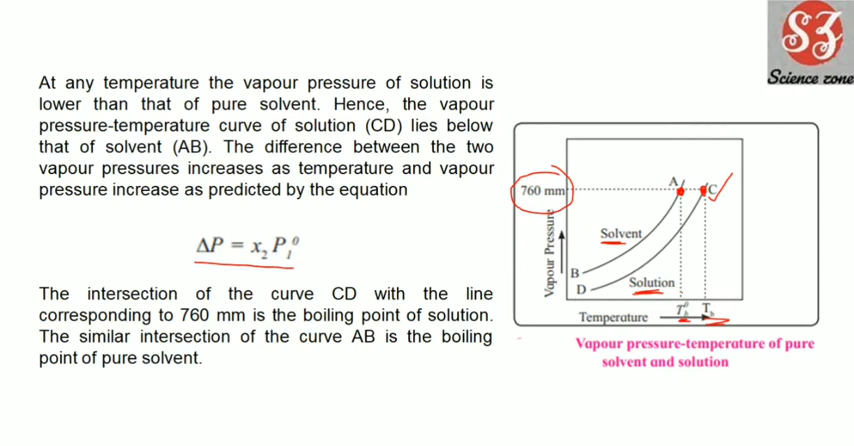 SZ
Science zone
At any temperature the vapour pressure of solution is
lower than that of pure solvent. Hence, the vapour
pressure-temperature curve of solution (CD) lies below
that of solvent (AB). The difference between the two
vapour pressures increases as temperature and vapour
pressure increase as predicted by the equation
ΔP = x₂ P₁⁰
The intersection of the curve CD with the line
corresponding to 760 mm is the boiling point of solution.
The similar intersection of the curve AB is the boiling
point of pure solvent.
A
C
760 mm
Vapour Pressure
Solvent
B
D
Solution
T_b⁰ T_b
Temperature
Vapour pressure-temperature of pure
solvent and solution